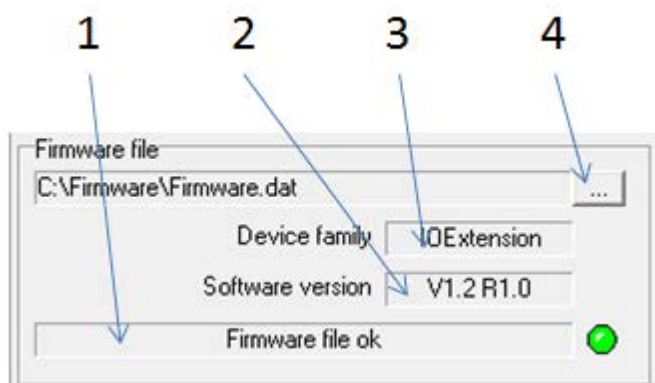 1 2 3 4
Firmware file
C:\Firmware\Firmware.dat ...
Device family IOExtension
Software version V1.2 R1.0
Firmware file ok